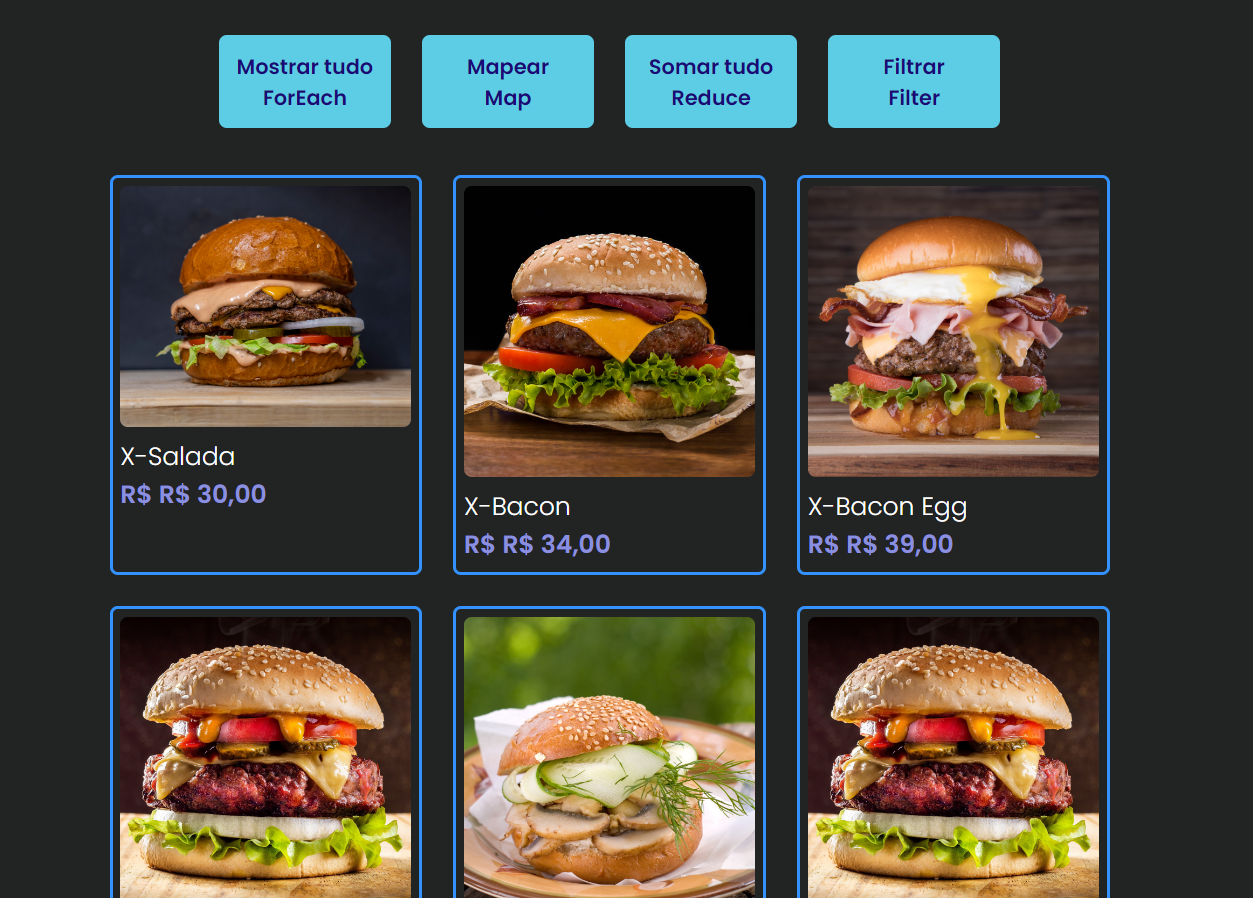 Mostrar tudo
ForEach
Mapear
Map
Somar tudo
Reduce
Filtrar
Filter
X-Salada
R$ R$ 30,00
X-Bacon
R$ R$ 34,00
X-Bacon Egg
R$ R$ 39,00